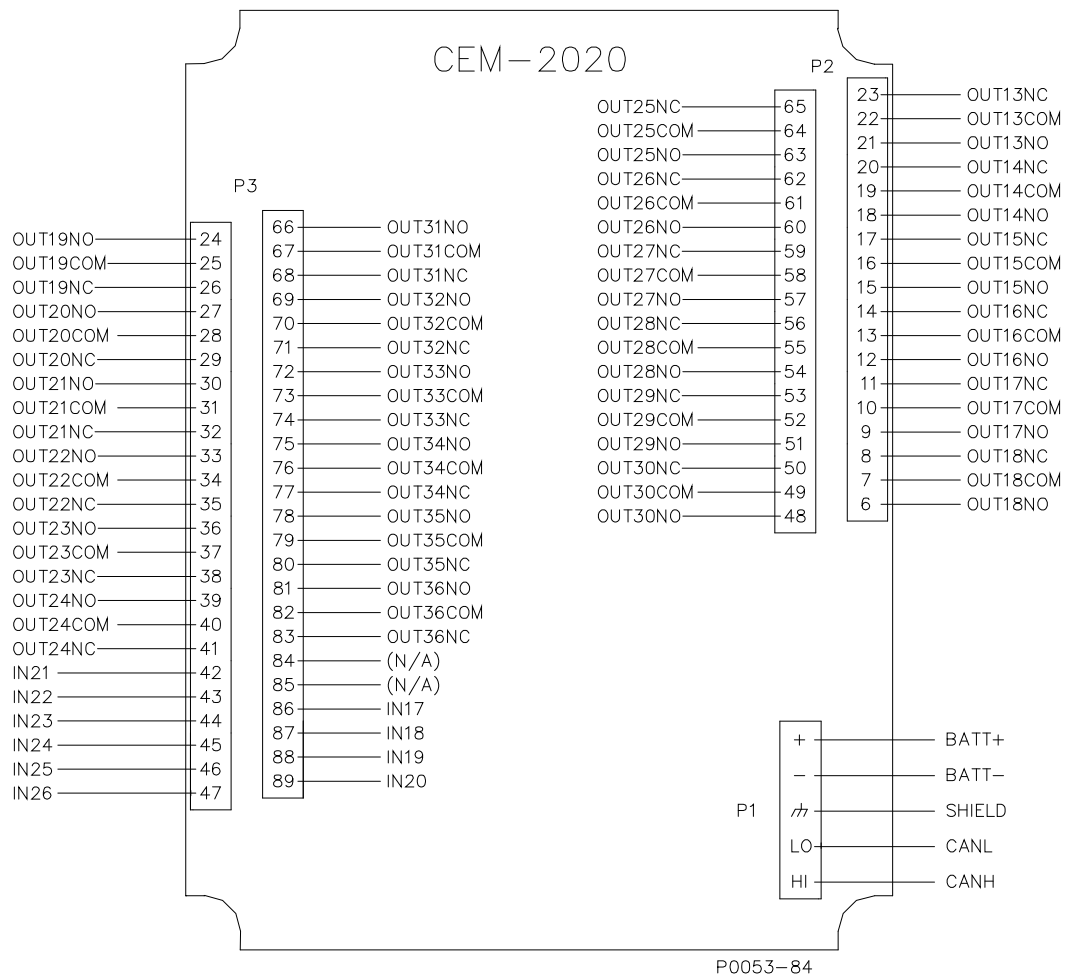 CEM-2020
P2
OUT25NC 65
OUT25COM 64
OUT25NO 63
OUT26NC 62
OUT26COM 61
OUT26NO 60
OUT27NC 59
OUT27COM 58
OUT27NO 57
OUT28NC 56
OUT28COM 55
OUT28NO 54
OUT29NC 53
OUT29COM 52
OUT29NO 51
OUT30NC 50
OUT30COM 49
OUT30NO 48
23 OUT13NC
22 OUT13COM
21 OUT13NO
20 OUT14NC
19 OUT14COM
18 OUT14NO
17 OUT15NC
16 OUT15COM
15 OUT15NO
14 OUT16NC
13 OUT16COM
12 OUT16NO
11 OUT17NC
10 OUT17COM
9 OUT17NO
8 OUT18NC
7 OUT18COM
6 OUT18NO
P3
OUT19NO 24
OUT19COM 25
OUT19NC 26
OUT20NO 27
OUT20COM 28
OUT20NC 29
OUT21NO 30
OUT21COM 31
OUT21NC 32
OUT22NO 33
OUT22COM 34
OUT22NC 35
OUT23NO 36
OUT23COM 37
OUT23NC 38
OUT24NO 39
OUT24COM 40
OUT24NC 41
IN21 42
IN22 43
IN23 44
IN24 45
IN25 46
IN26 47
66 OUT31NO
67 OUT31COM
68 OUT31NC
69 OUT32NO
70 OUT32COM
71 OUT32NC
72 OUT33NO
73 OUT33COM
74 OUT33NC
75 OUT34NO
76 OUT34COM
77 OUT34NC
78 OUT35NO
79 OUT35COM
80 OUT35NC
81 OUT36NO
82 OUT36COM
83 OUT36NC
84 (N/A)
85 (N/A)
86 IN17
87 IN18
88 IN19
89 IN20
P1
+ BATT+
- BATT-
SHIELD
LO CANL
HI CANH
P0053-84